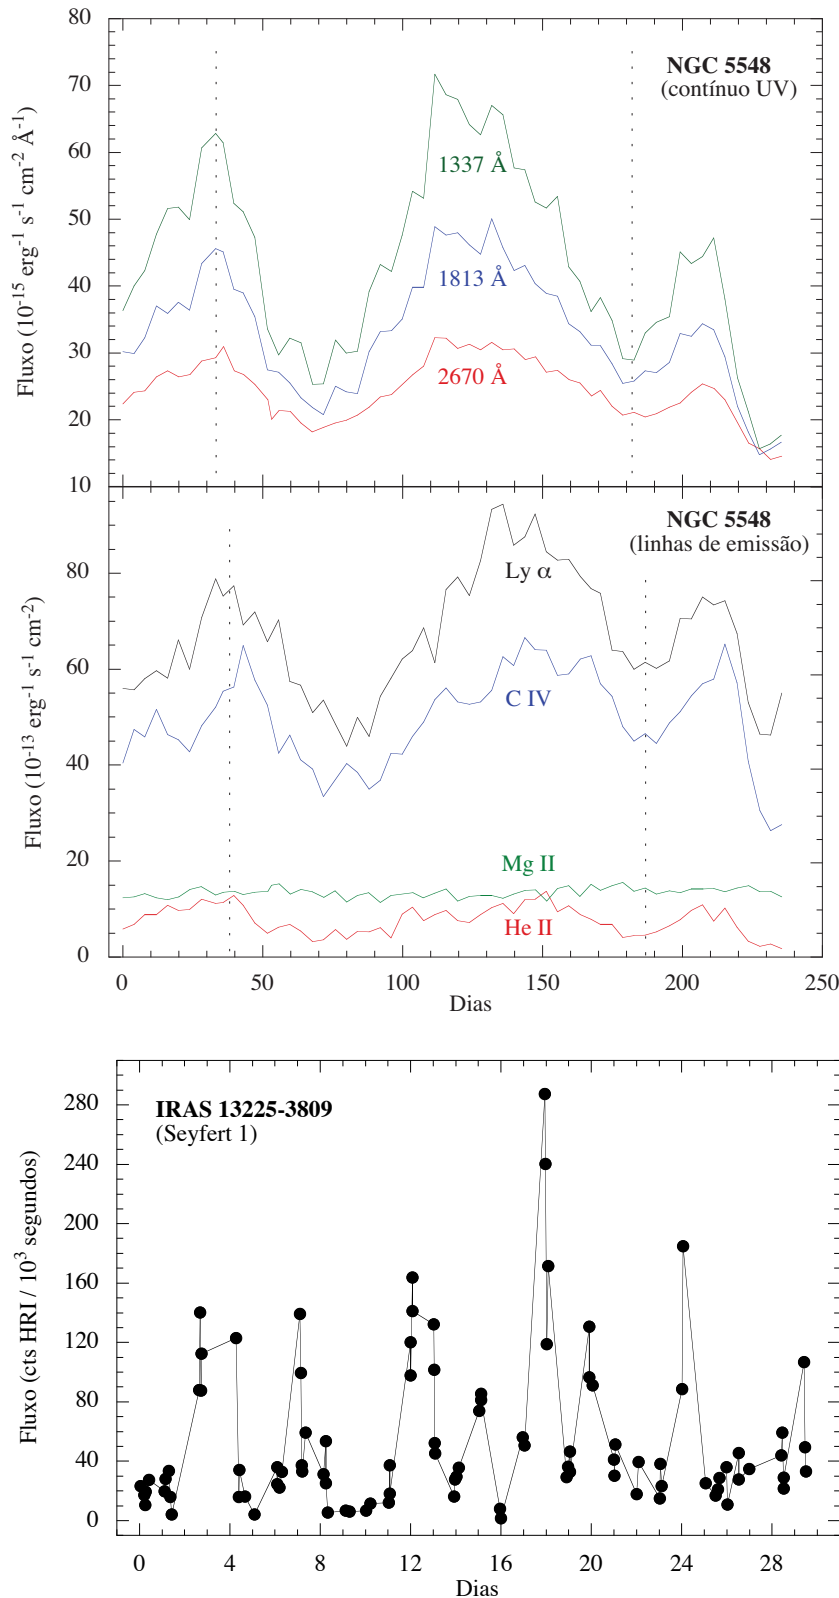 80
70
60
50
40
30
20
10
Fluxo (10⁻¹⁵ erg⁻¹ s⁻¹ cm⁻² Å⁻¹)
NGC 5548
(contínuo UV)
1337 Å
1813 Å
2670 Å
80
60
40
20
0
Fluxo (10⁻¹³ erg⁻¹ s⁻¹ cm⁻²)
NGC 5548
(linhas de emissão)
Ly α
C IV
Mg II
He II
0 50 100 150 200 250
Dias
IRAS 13225-3809
(Seyfert 1)
280
240
200
160
120
80
40
0
Fluxo (cts HRI / 10³ segundos)
0 4 8 12 16 20 24 28
Dias